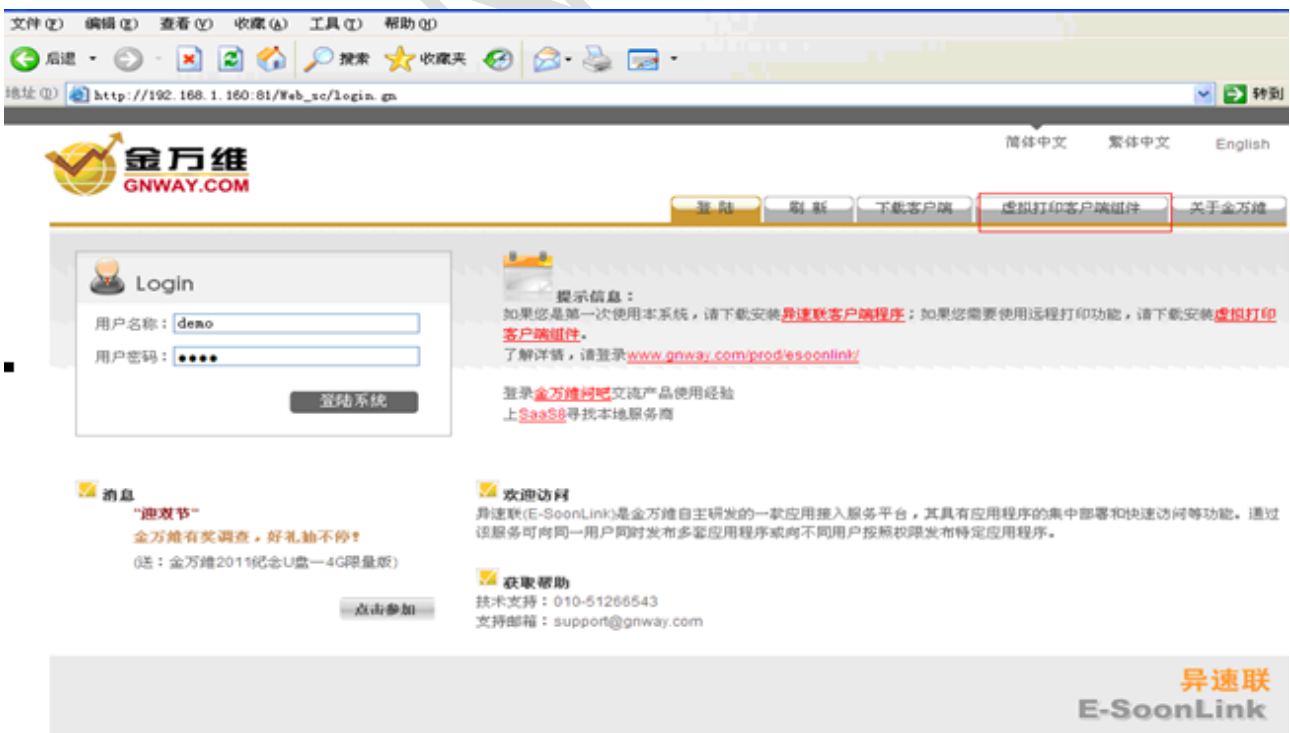 文件(F) 编辑(E) 查看(V) 收藏(A) 工具(T) 帮助(H)
后退 搜索 收藏夹
地址(D) http://192.168.1.160:81/Web_xc/login.gn 转到
简体中文 繁体中文 English
金万维
GNWAY.COM
登 陆 刷 新 下载客户端 虚拟打印客户端组件 关于金万维
Login
用户名称：demo
用户密码：●●●●
登陆系统
提示信息：
如果您是第一次使用本系统，请下载安装异速联客户端程序；如果您需要使用远程打印功能，请下载安装虚拟打印
客户端组件。
了解详情，请登录www.gnway.com/prod/esoonlink/
登录金万维问吧交流产品使用经验
上SaaS8寻找本地服务商
消息
"迎双节"
金万维有奖调查，好礼抽不停!
(送：金万维2011纪念U盘—4G限量版)
点击参加
欢迎访问
异速联(E-SoonLink)是金万维自主研发的一款应用接入服务平台，其具有应用程序的集中部署和快速访问等功能。通过
该服务可向同一用户同时发布多套应用程序或向不同用户按照权限发布特定应用程序。
获取帮助
技术支持：010-51266543
支持邮箱：support@gnway.com
异速联
E-SoonLink